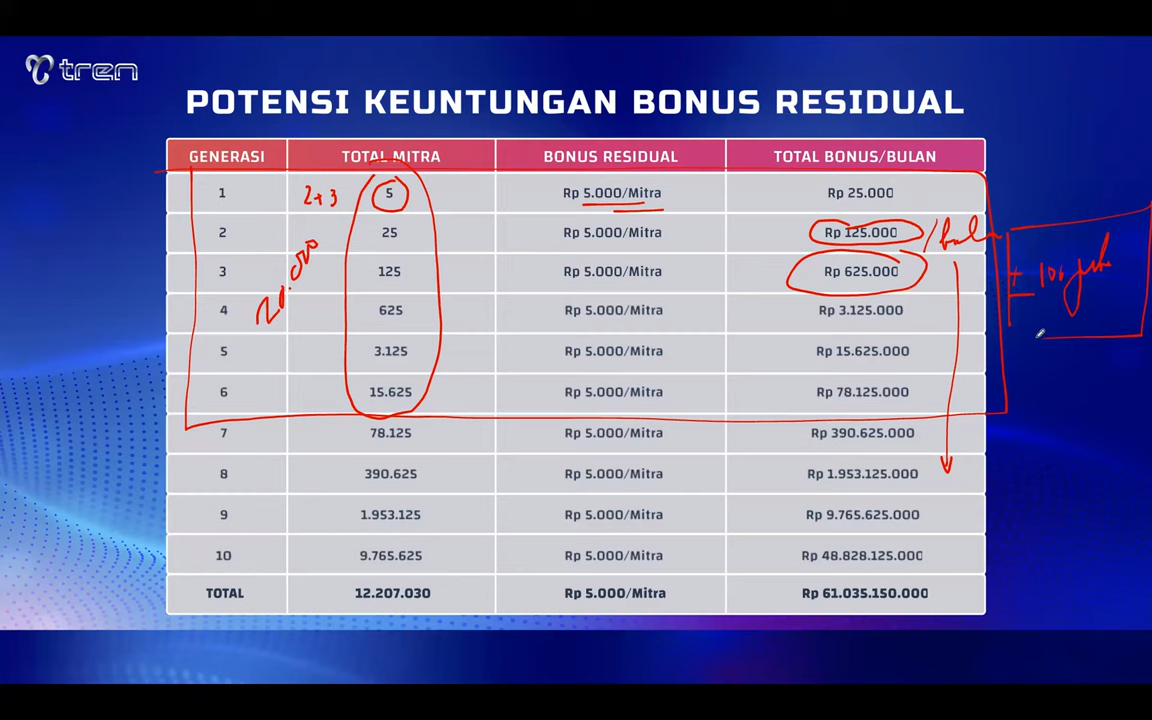 tren
POTENSI KEUNTUNGAN BONUS RESIDUAL
GENERASI TOTAL MITRA BONUS RESIDUAL TOTAL BONUS/BULAN
1 2+3 5 Rp 5.000/Mitra Rp 25.000
2 25 Rp 5.000/Mitra Rp 125.000 /bul
3 125 Rp 5.000/Mitra Rp 625.000
± 100 juta
20.000
4 625 Rp 5.000/Mitra Rp 3.125.000
5 3.125 Rp 5.000/Mitra Rp 15.625.000
6 15.625 Rp 5.000/Mitra Rp 78.125.000
7 78.125 Rp 5.000/Mitra Rp 390.625.000
8 390.625 Rp 5.000/Mitra Rp 1.953.125.000
9 1.953.125 Rp 5.000/Mitra Rp 9.765.625.000
10 9.765.625 Rp 5.000/Mitra Rp 48.828.125.000
TOTAL 12.207.030 Rp 5.000/Mitra Rp 61.035.150.000